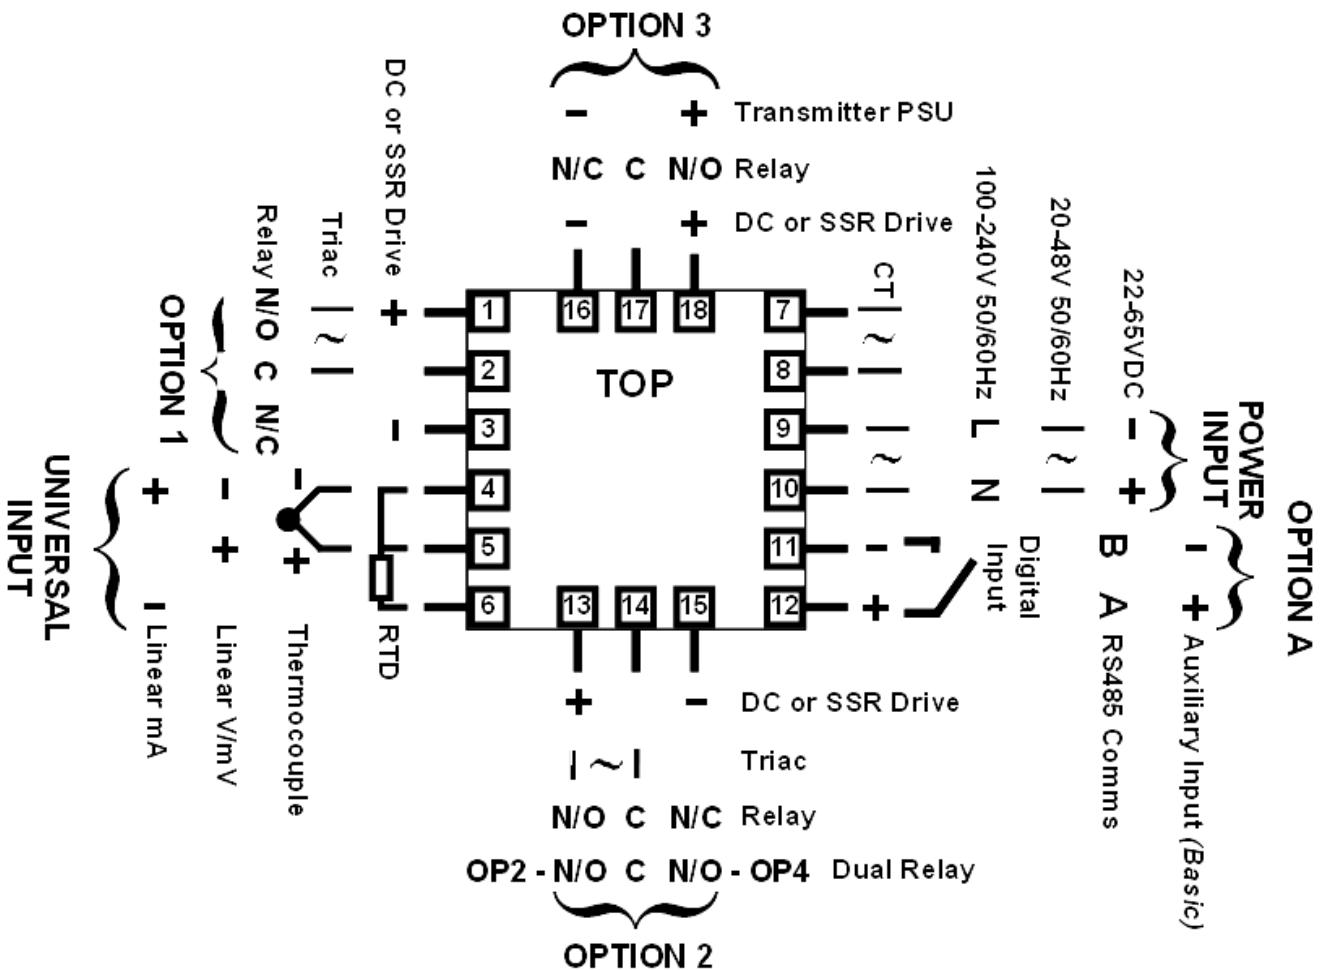 OPTION 3
- + Transmitter PSU
N/C C N/O Relay
- + DC or SSR Drive
DC or SSR Drive
+
-
Triac
~
Relay N/O C N/C
OPTION 1
UNIVERSAL
INPUT
+ - Linear mA
- + Linear V/mV
- + Thermocouple
RTD
1
2
3
4
5
6
16 17 18
TOP
13 14 15
7
8
9
10
11
12
CT
~
~
100-240V 50/60Hz L N
20-48V 50/60Hz
~
22-65VDC - +
POWER
INPUT
OPTION A
- +
Digital
Input
B A RS485 Comms
- + Auxiliary Input (Basic)
+ - DC or SSR Drive
~ Triac
N/O C N/C Relay
OP2 - N/O C N/O - OP4 Dual Relay
OPTION 2